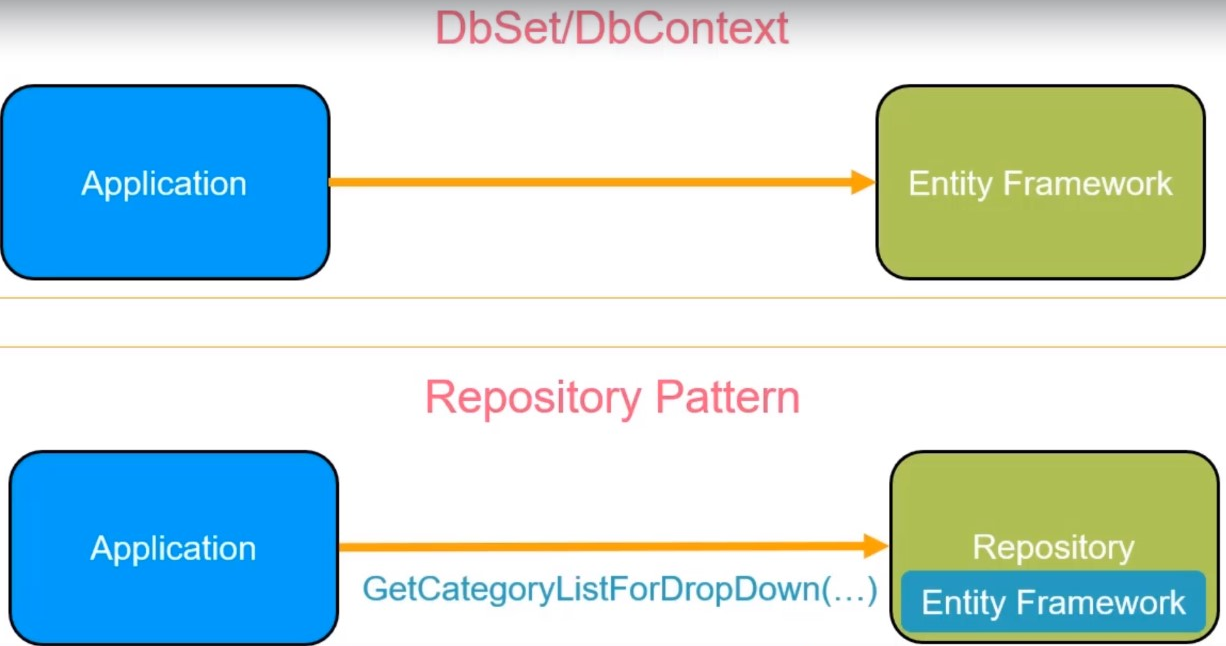 DbSet/DbContext
Application
Entity Framework
Repository Pattern
Application
GetCategoryListForDropDown(...)
Repository
Entity Framework